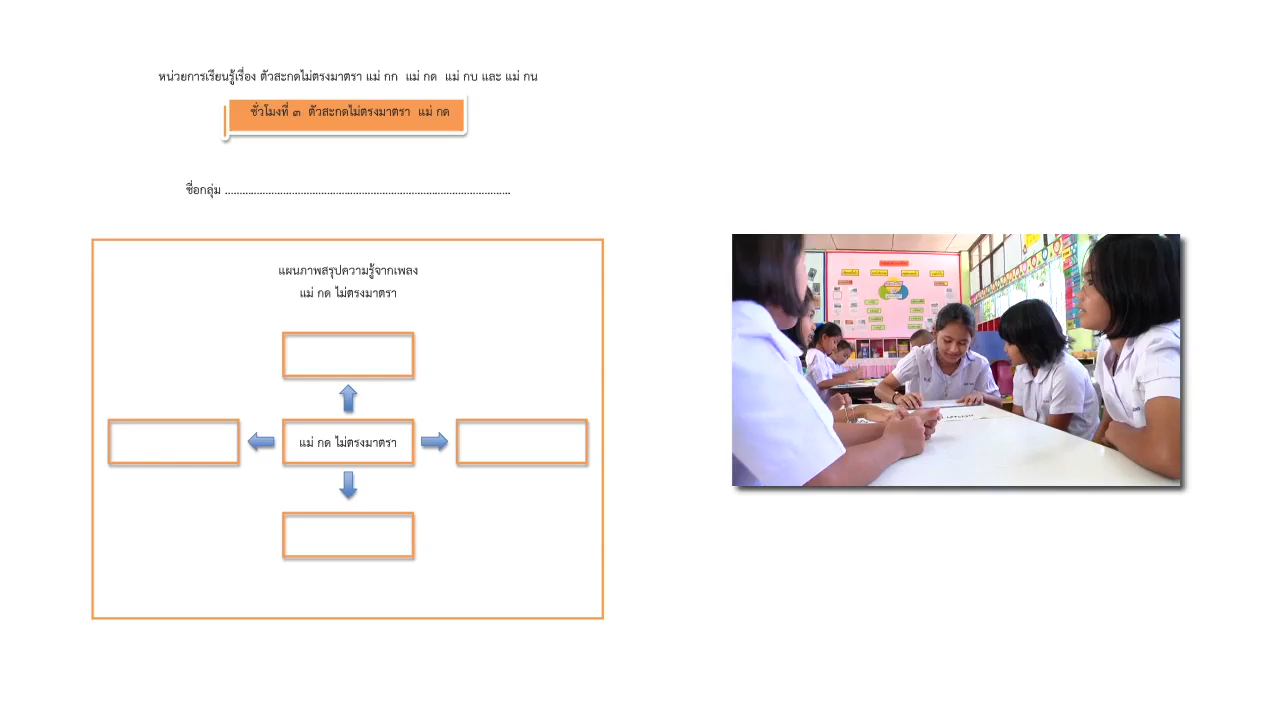 หน่วยการเรียนรู้เรื่อง ตัวสะกดไม่ตรงมาตรา แม่ กก แม่ กด แม่ กบ และ แม่ กน
ชั่วโมงที่ ๓ ตัวสะกดไม่ตรงมาตรา แม่ กด
ชื่อกลุ่ม ..................................................................................................
แผนภาพสรุปความรู้จากเพลง
แม่ กด ไม่ตรงมาตรา
แม่ กด ไม่ตรงมาตรา